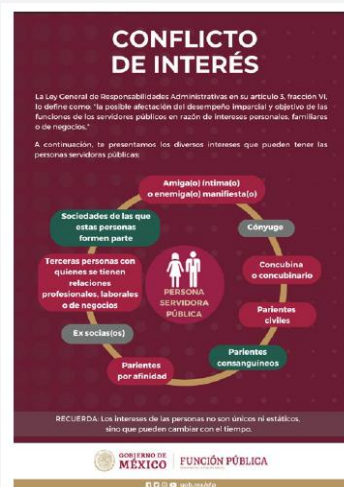 CONFLICTO
DE INTERÉS
La Ley General de Responsabilidades Administrativas en su artículo 3, fracción VI,
lo define como: "la posible afectación del desempeño imparcial y objetivo de las
funciones de los servidores públicos en razón de intereses personales, familiares
o de negocios."
A continuación, te presentamos los diversos intereses que pueden tener las
personas servidoras públicas:
Amiga(o) íntima(o)
o enemiga(o) manifiesta(o)
Sociedades de las que
estas personas
formen parte
Cónyuge
Terceras personas con
quienes se tienen
relaciones
profesionales, laborales
o de negocios
Concubina
o concubinario
PERSONA
SERVIDORA
PÚBLICA
Parientes
civiles
Ex socias(os)
Parientes
consanguíneos
Parientes
por afinidad
RECUERDA: Los intereses de las personas no son únicos ni estáticos,
sino que pueden cambiar con el tiempo.
GOBIERNO DE
MÉXICO
FUNCIÓN PÚBLICA
gob.mx/sfp